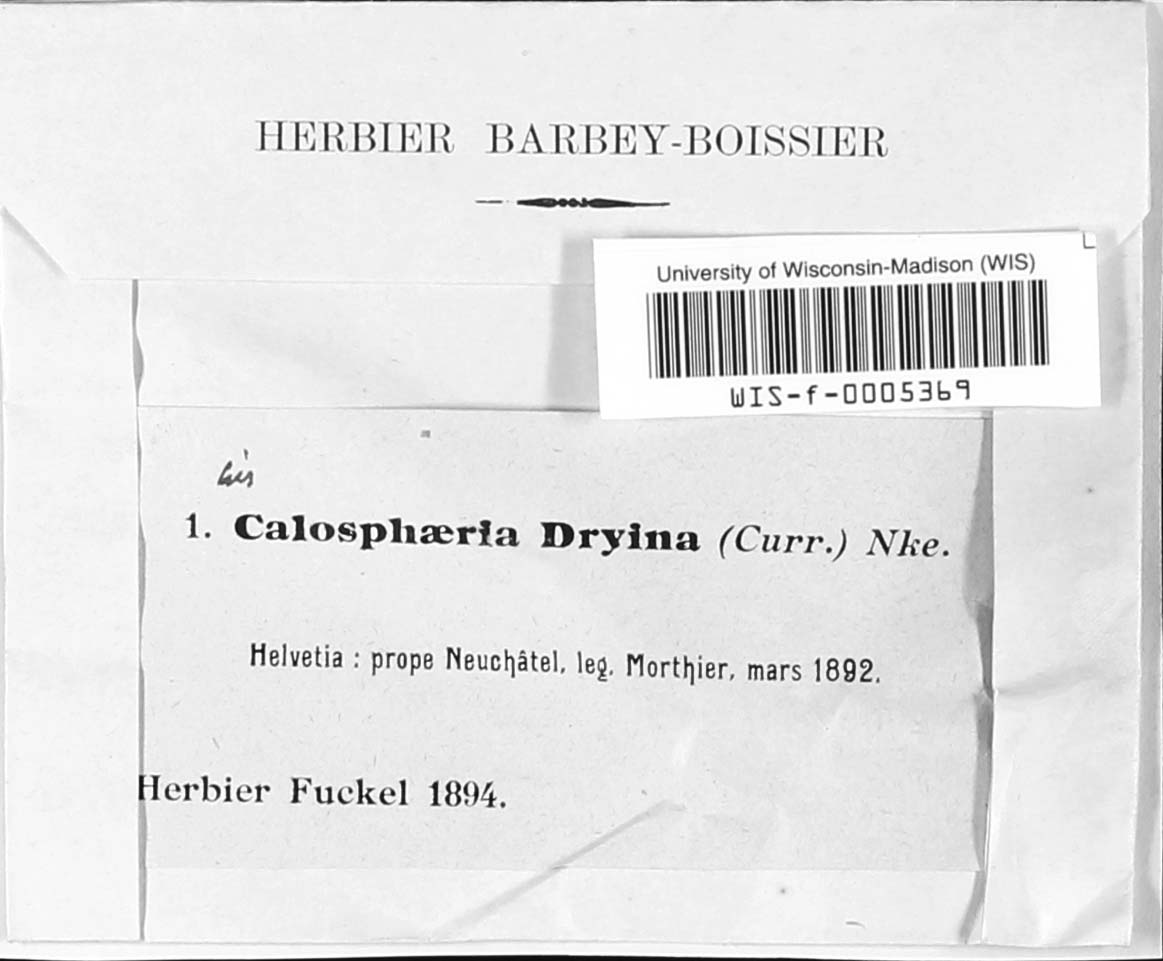 HERBIER BARBEY-BOISSIER
University of Wisconsin-Madison (WIS)
WIS-f-0005369
bis
1. Calosphæria Dryina (Curr.) Nke.
Helvetia : prope Neuchâtel, leg. Morthier, mars 1892.
Herbier Fuckel 1894.